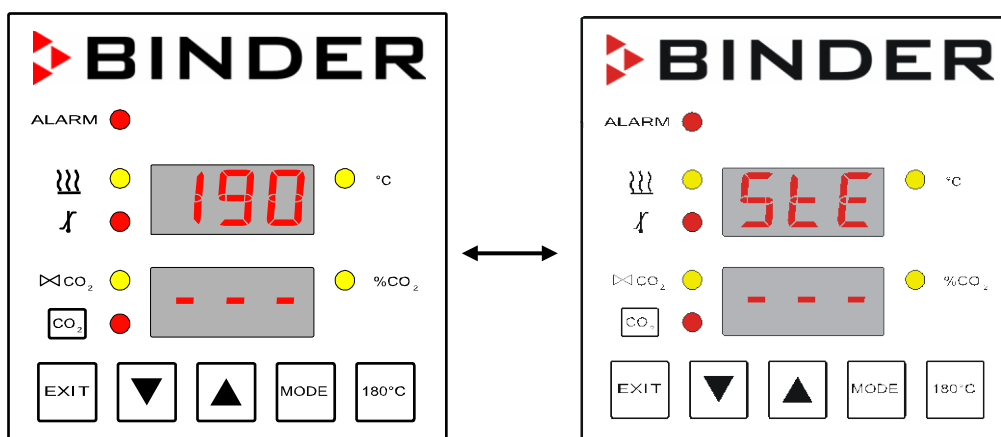 BINDER
ALARM
190 °C
- - - %CO₂
CO₂
CO₂
EXIT MODE 180°C
BINDER
ALARM
StE °C
- - - %CO₂
CO₂
CO₂
EXIT MODE 180°C